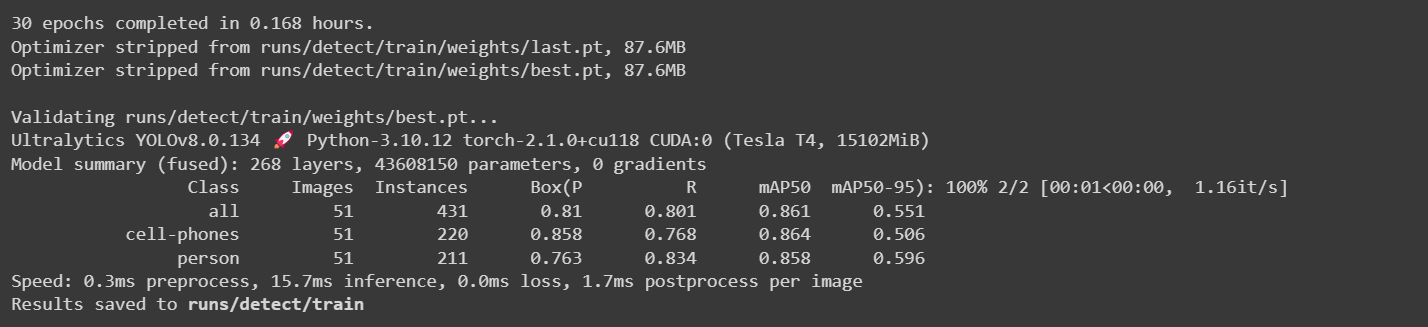 30 epochs completed in 0.168 hours.
Optimizer stripped from runs/detect/train/weights/last.pt, 87.6MB
Optimizer stripped from runs/detect/train/weights/best.pt, 87.6MB
Validating runs/detect/train/weights/best.pt...
Ultralytics YOLOv8.0.134 🚀 Python-3.10.12 torch-2.1.0+cu118 CUDA:0 (Tesla T4, 15102MiB)
Model summary (fused): 268 layers, 43608150 parameters, 0 gradients
Class Images Instances Box(P R mAP50 mAP50-95): 100% 2/2 [00:01<00:00, 1.16it/s]
all 51 431 0.81 0.801 0.861 0.551
cell-phones 51 220 0.858 0.768 0.864 0.506
person 51 211 0.763 0.834 0.858 0.596
Speed: 0.3ms preprocess, 15.7ms inference, 0.0ms loss, 1.7ms postprocess per image
Results saved to runs/detect/train